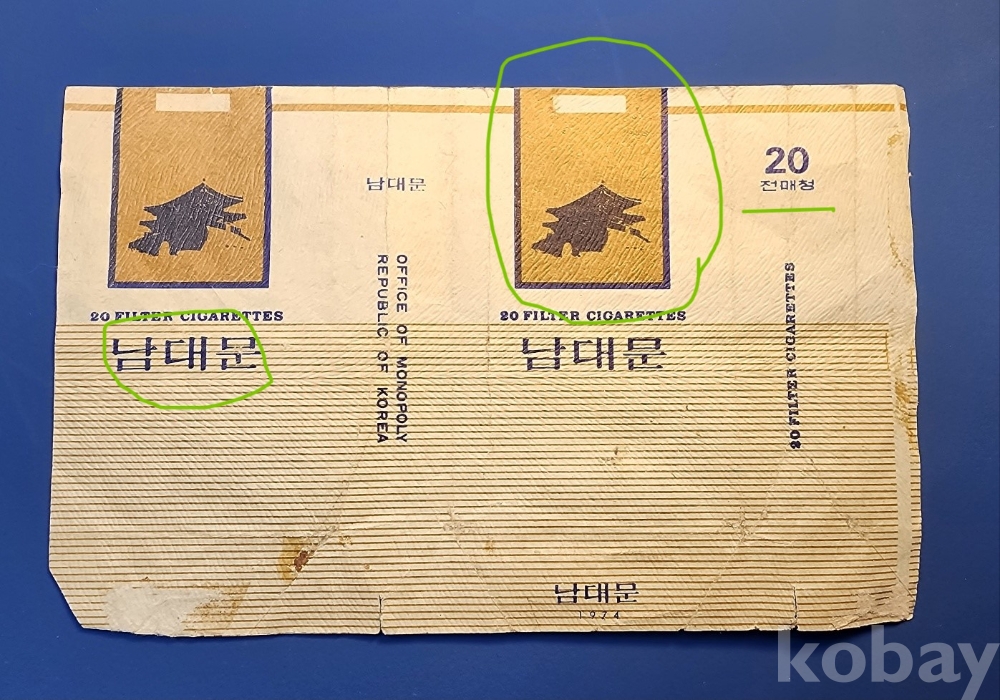 남대문
20
전매청
20 FILTER CIGARETTES
20 FILTER CIGARETTES
남대문
남대문
OFFICE OF MONOPOLY
REPUBLIC OF KOREA
20 FILTER CIGARETTES
남대문
1974
kobay